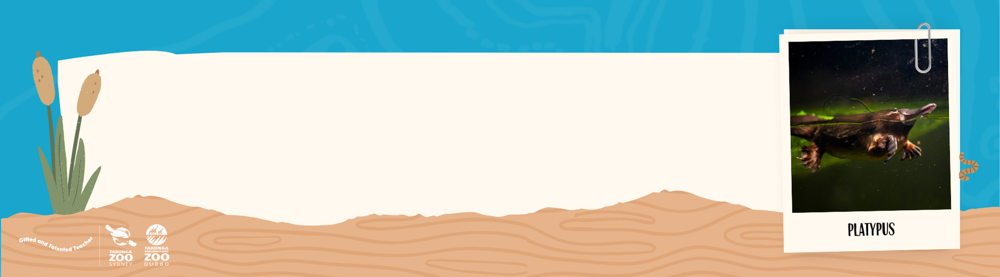 PLATYPUS
Gifted and Talented Teacher
TARONGA
ZOO
SYDNEY
TARONGA
WESTERN PLAINS
ZOO
DUBBO